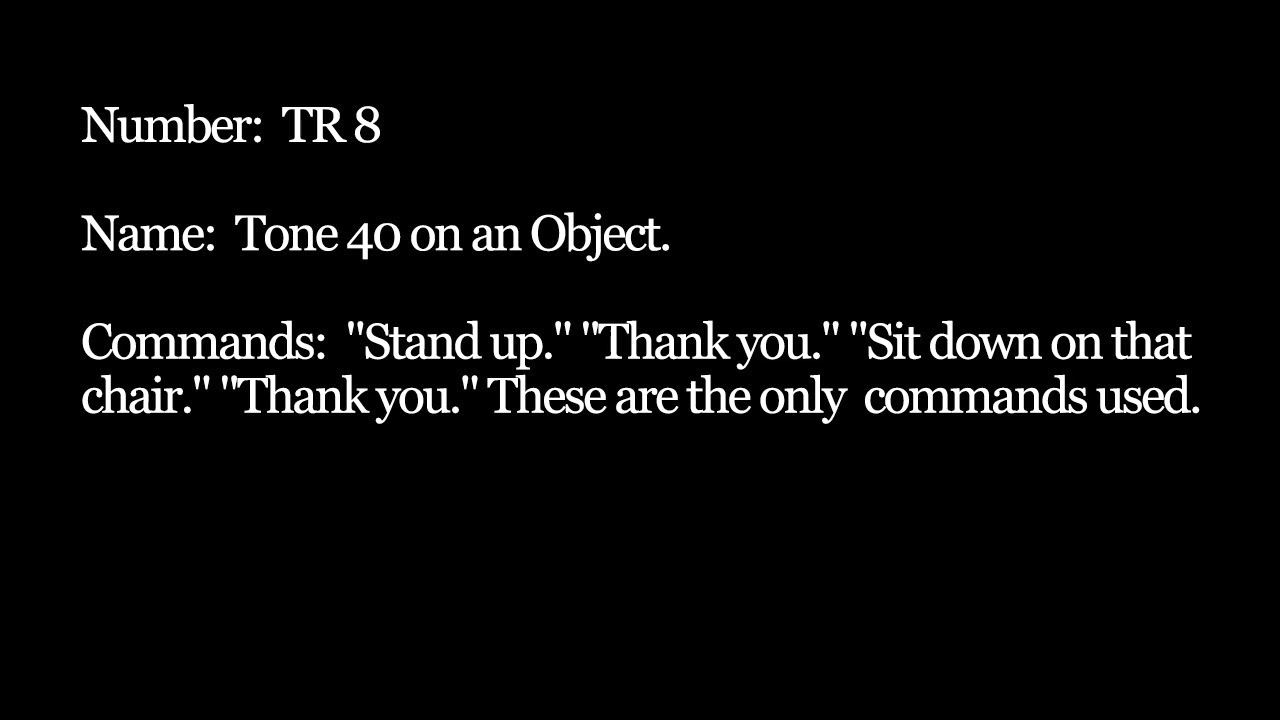 Number:  TR 8
Name:  Tone 40 on an Object.
Commands:  "Stand up." "Thank you." "Sit down on that
chair." "Thank you." These are the only  commands used.